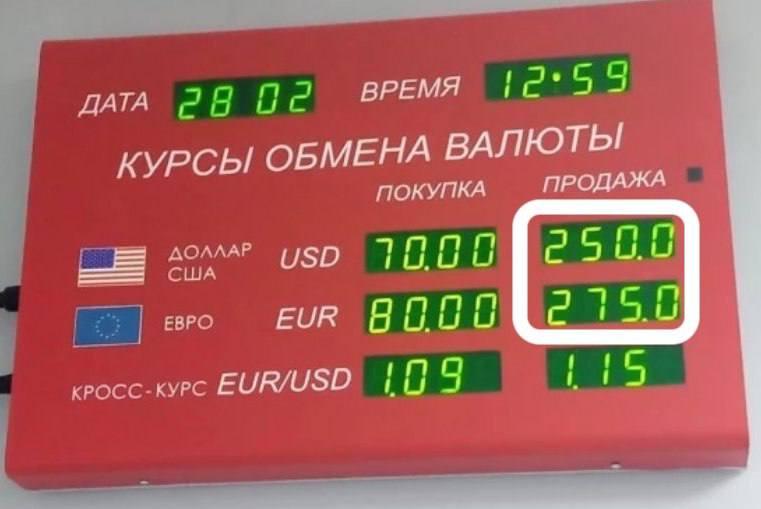 ДАТА 28 02 ВРЕМЯ 12:59
КУРСЫ ОБМЕНА ВАЛЮТЫ
ПОКУПКА ПРОДАЖА
ДОЛЛАР США USD 70.00 250.0
ЕВРО EUR 80.00 275.0
КРОСС-КУРС EUR/USD 1.09 1.15